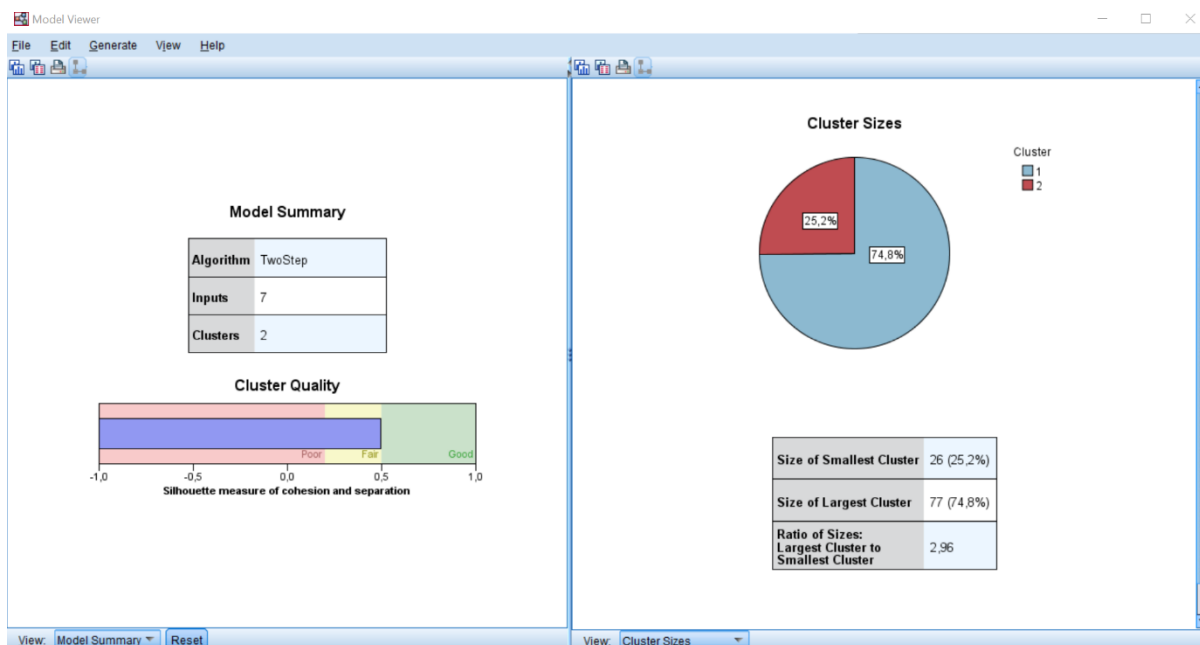 Model Viewer
File Edit Generate View Help
Model Summary
Algorithm TwoStep
Inputs 7
Clusters 2
Cluster Quality
Poor Fair Good
-1,0 -0,5 0,0 0,5 1,0
Silhouette measure of cohesion and separation
View: Model Summary Reset
Cluster Sizes
Cluster
1
2
25,2%
74,8%
Size of Smallest Cluster 26 (25,2%)
Size of Largest Cluster 77 (74,8%)
Ratio of Sizes:
Largest Cluster to
Smallest Cluster 2,96
View: Cluster Sizes